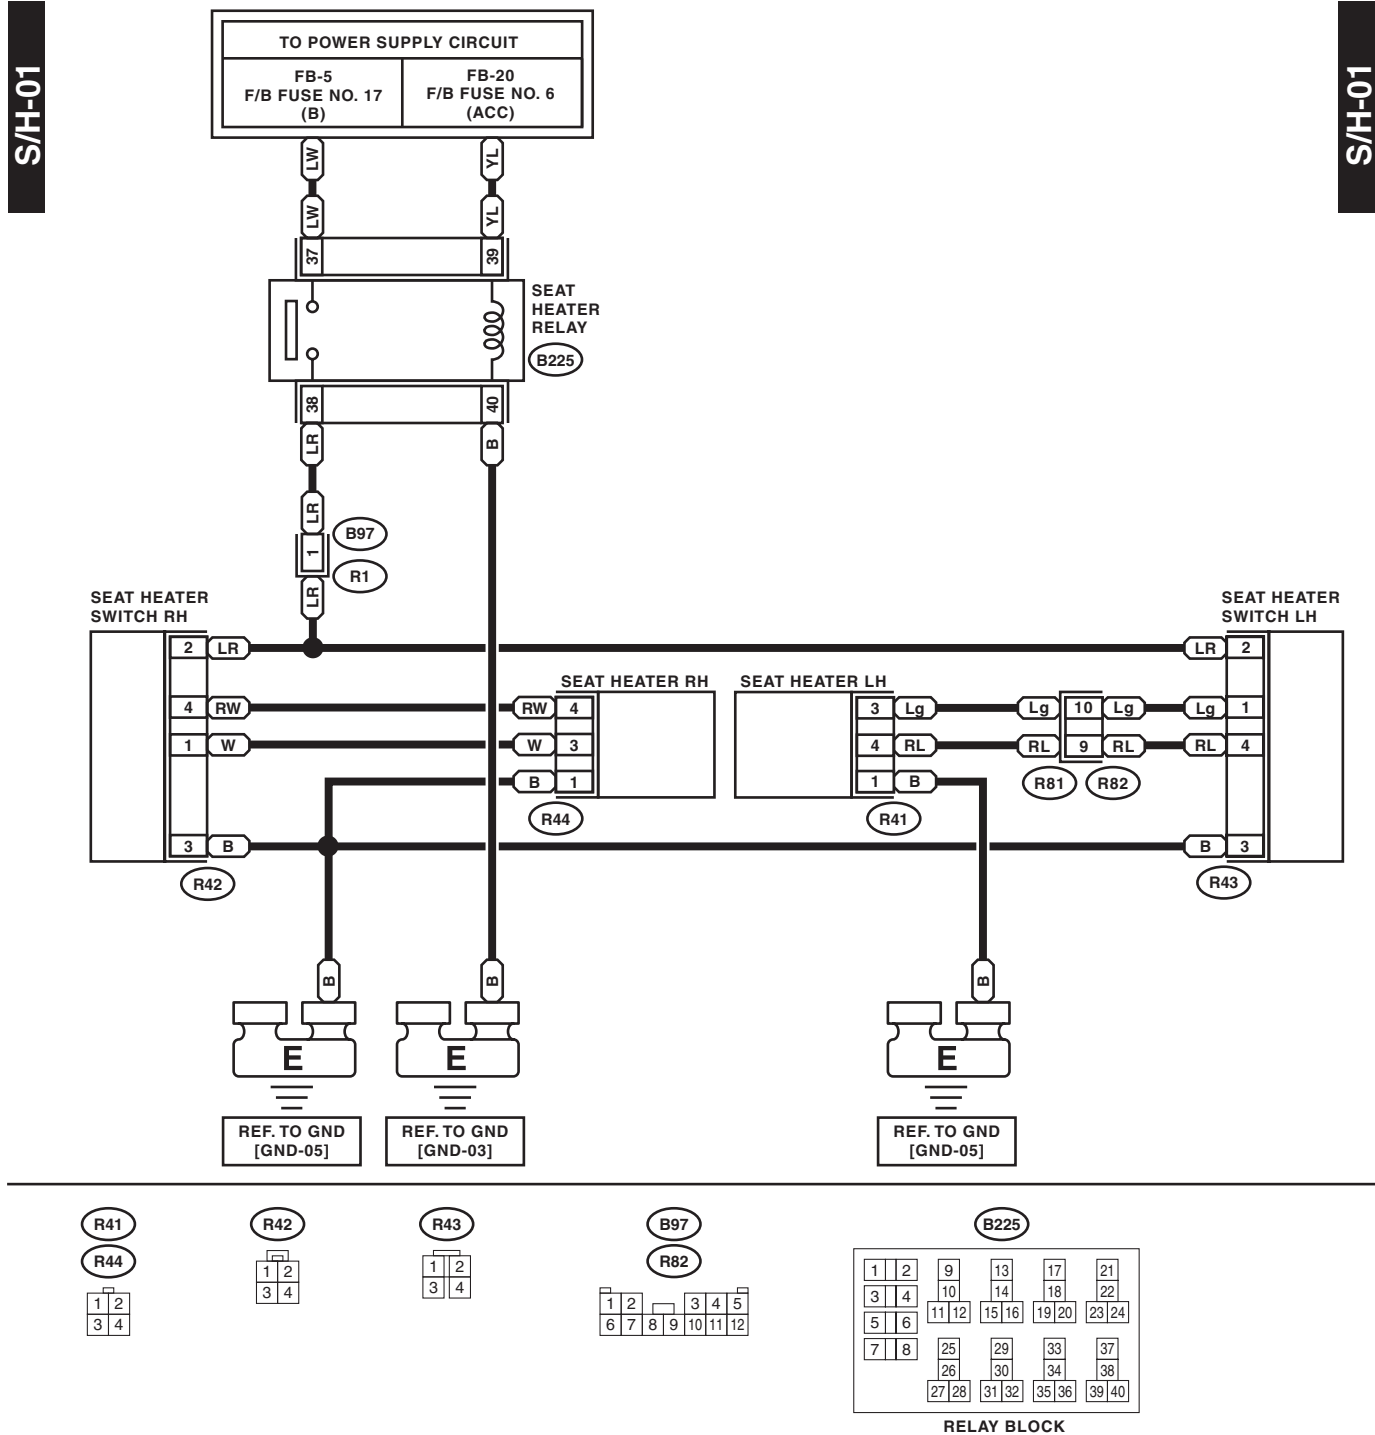 S/H-01
S/H-01
TO POWER SUPPLY CIRCUIT
FB-5
F/B FUSE NO. 17
(B)
FB-20
F/B FUSE NO. 6
(ACC)
LW
YL
LW
YL
37
39
SEAT
HEATER
RELAY
B225
38
40
LR
B
LR
B97
1
R1
LR
SEAT HEATER
SWITCH RH
SEAT HEATER
SWITCH LH
2 LR
LR 2
SEAT HEATER RH
SEAT HEATER LH
4 RW
RW 4
3 Lg
Lg 10 Lg
Lg 1
1 W
W 3
4 RL
RL 9 RL
RL 4
B 1
1 B
R81
R82
R44
R41
3 B
B 3
R42
R43
B
B
B
E
E
E
REF. TO GND
[GND-05]
REF. TO GND
[GND-03]
REF. TO GND
[GND-05]
R41
R44
1 2
3 4
R42
1 2
3 4
R43
1 2
3 4
B97
R82
1 2 3 4 5
6 7 8 9 10 11 12
B225
1 2
3 4
5 6
7 8
9
10
11 12
13
14
15 16
17
18
19 20
21
22
23 24
25
26
27 28
29
30
31 32
33
34
35 36
37
38
39 40
RELAY BLOCK